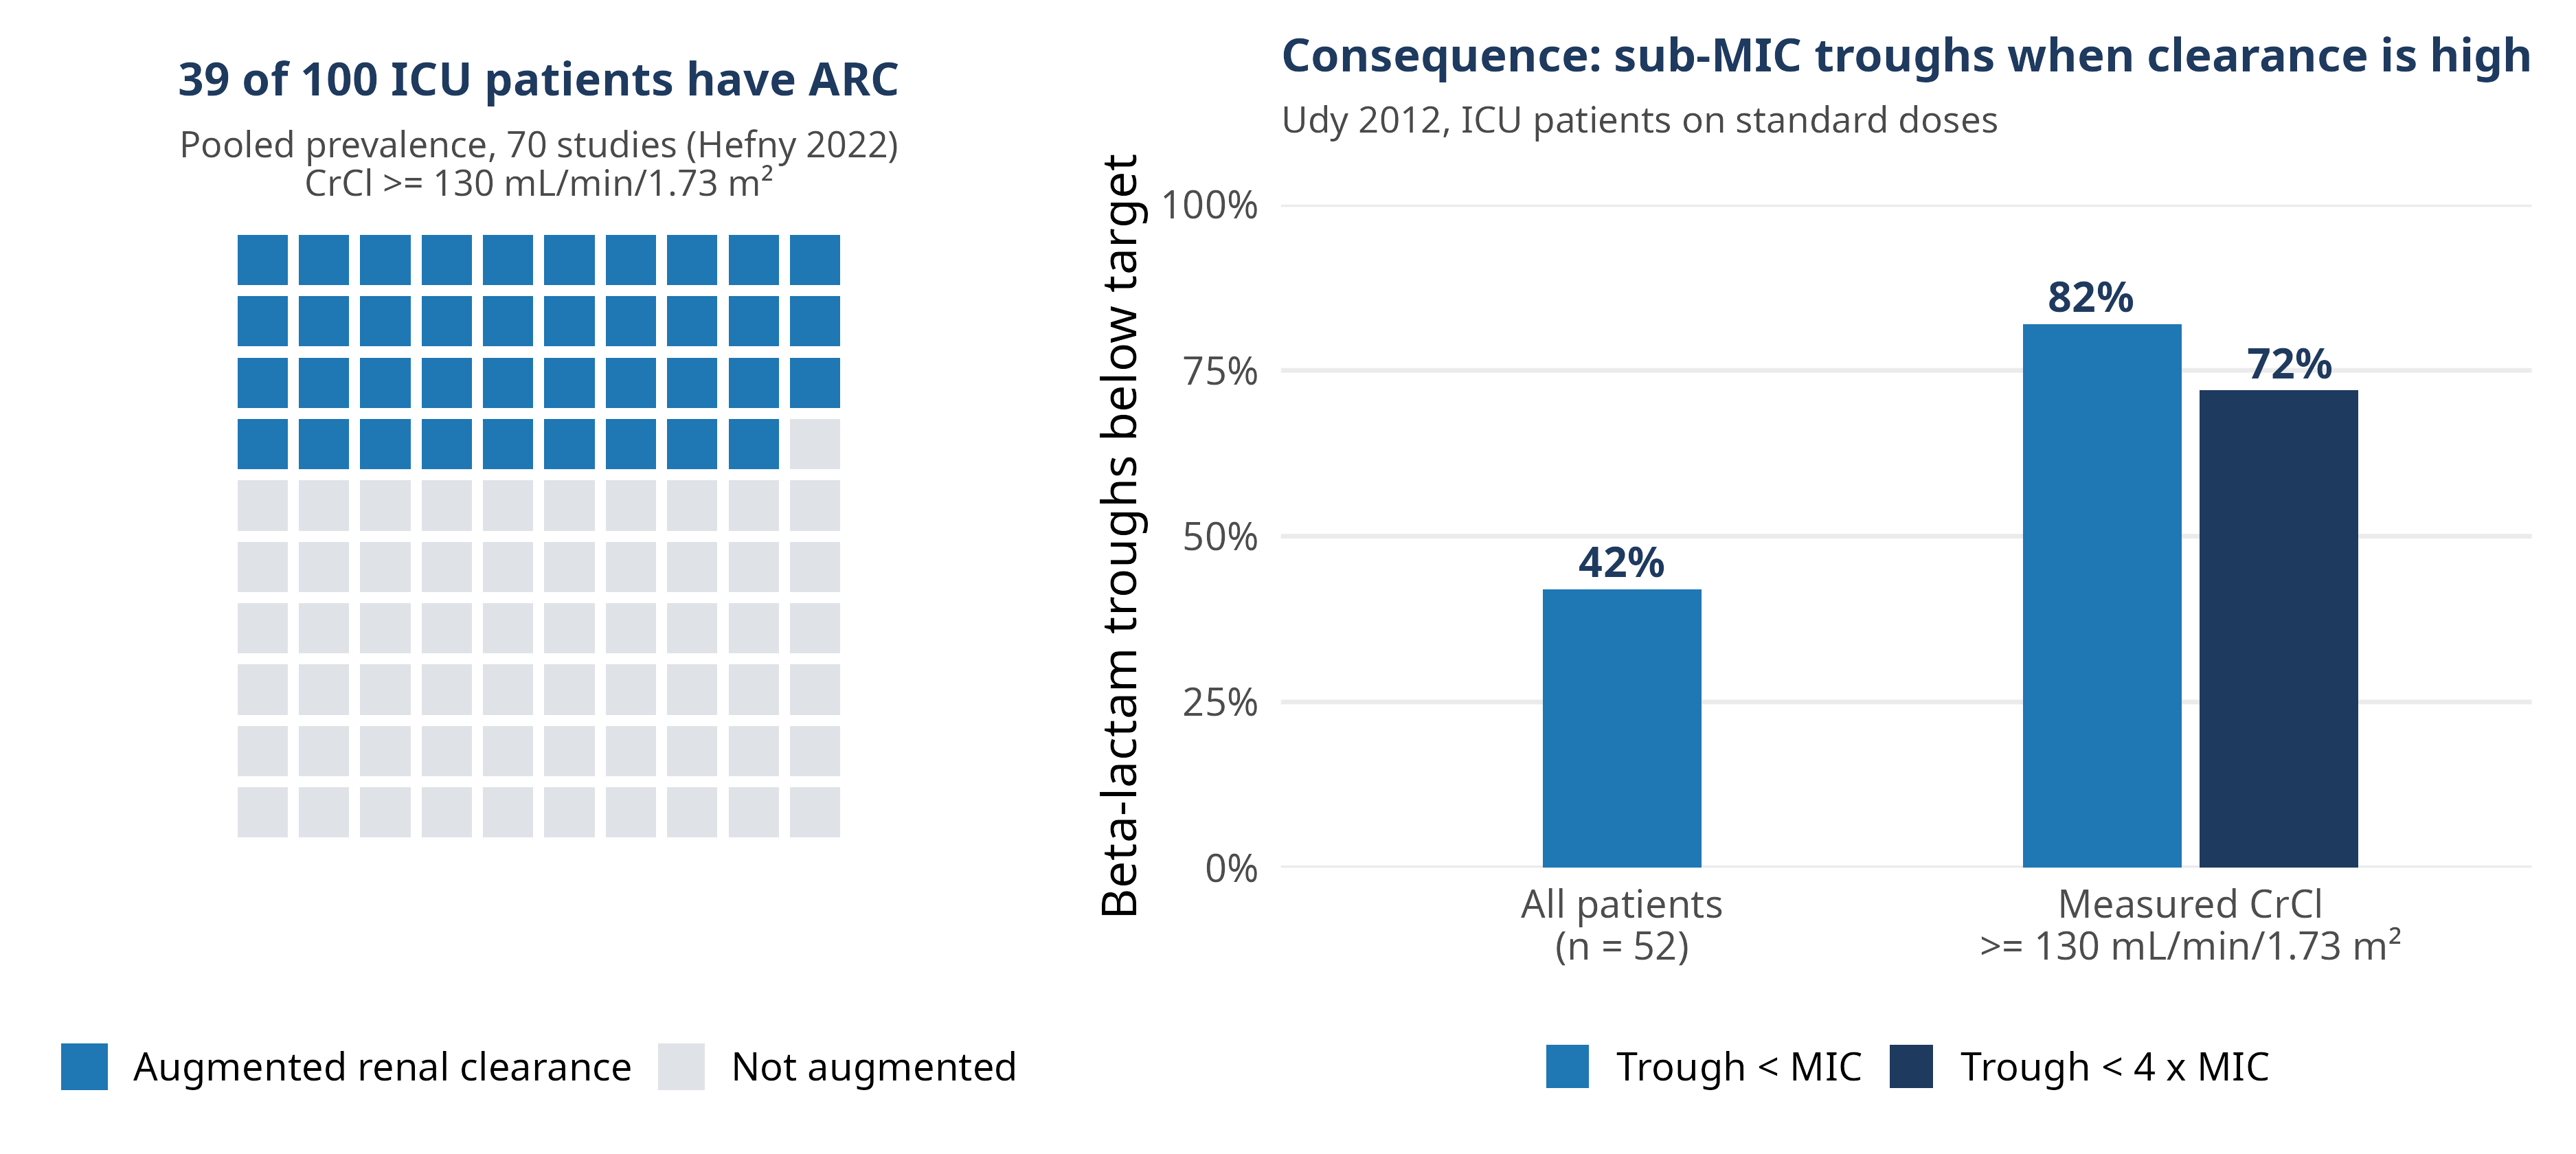 39 of 100 ICU patients have ARC
Pooled prevalence, 70 studies (Hefny 2022)
CrCl >= 130 mL/min/1.73 m²
Augmented renal clearance
Not augmented
Consequence: sub-MIC troughs when clearance is high
Udy 2012, ICU patients on standard doses
Beta-lactam troughs below target
100%
75%
50%
25%
0%
42%
82%
72%
All patients
(n = 52)
Measured CrCl
>= 130 mL/min/1.73 m²
Trough < MIC
Trough < 4 x MIC